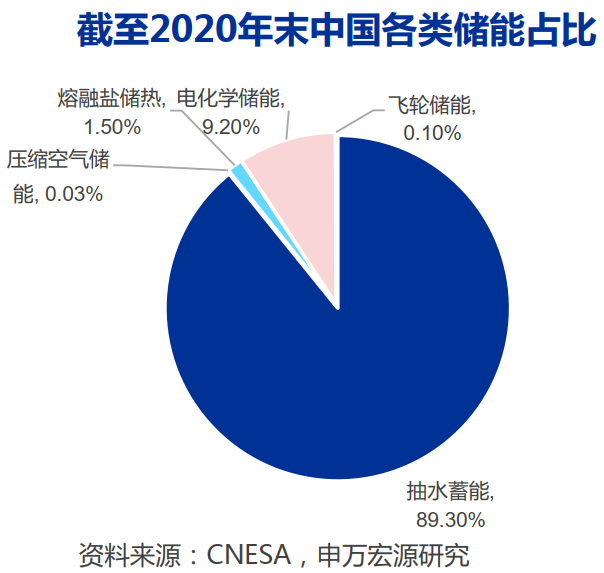 截至2020年末中国各类储能占比
熔融盐储热,
1.50%
电化学储能,
9.20%
飞轮储能,
0.10%
压缩空气储
能, 0.03%
抽水蓄能,
89.30%
资料来源：CNESA，申万宏源研究